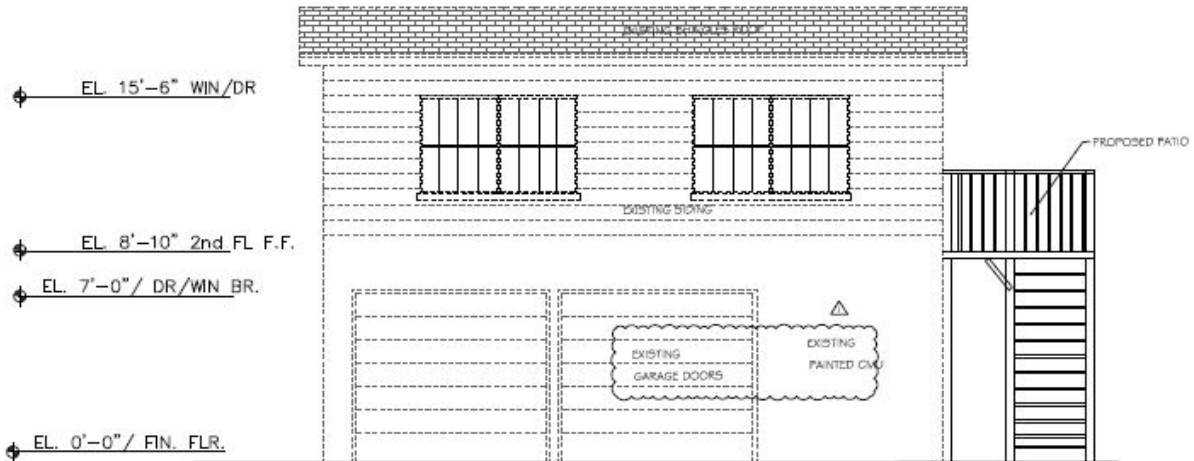 EXISTING SHINGLES ROOF
EL. 15'-6" WIN/DR
PROPOSED PATIO
EXISTING SIDING
EL. 8'-10" 2nd FL F.F.
EL. 7'-0"/ DR/WIN BR.
EXISTING
PAINTED CMU
EXISTING
GARAGE DOORS
EL. 0'-0"/ FIN. FLR.